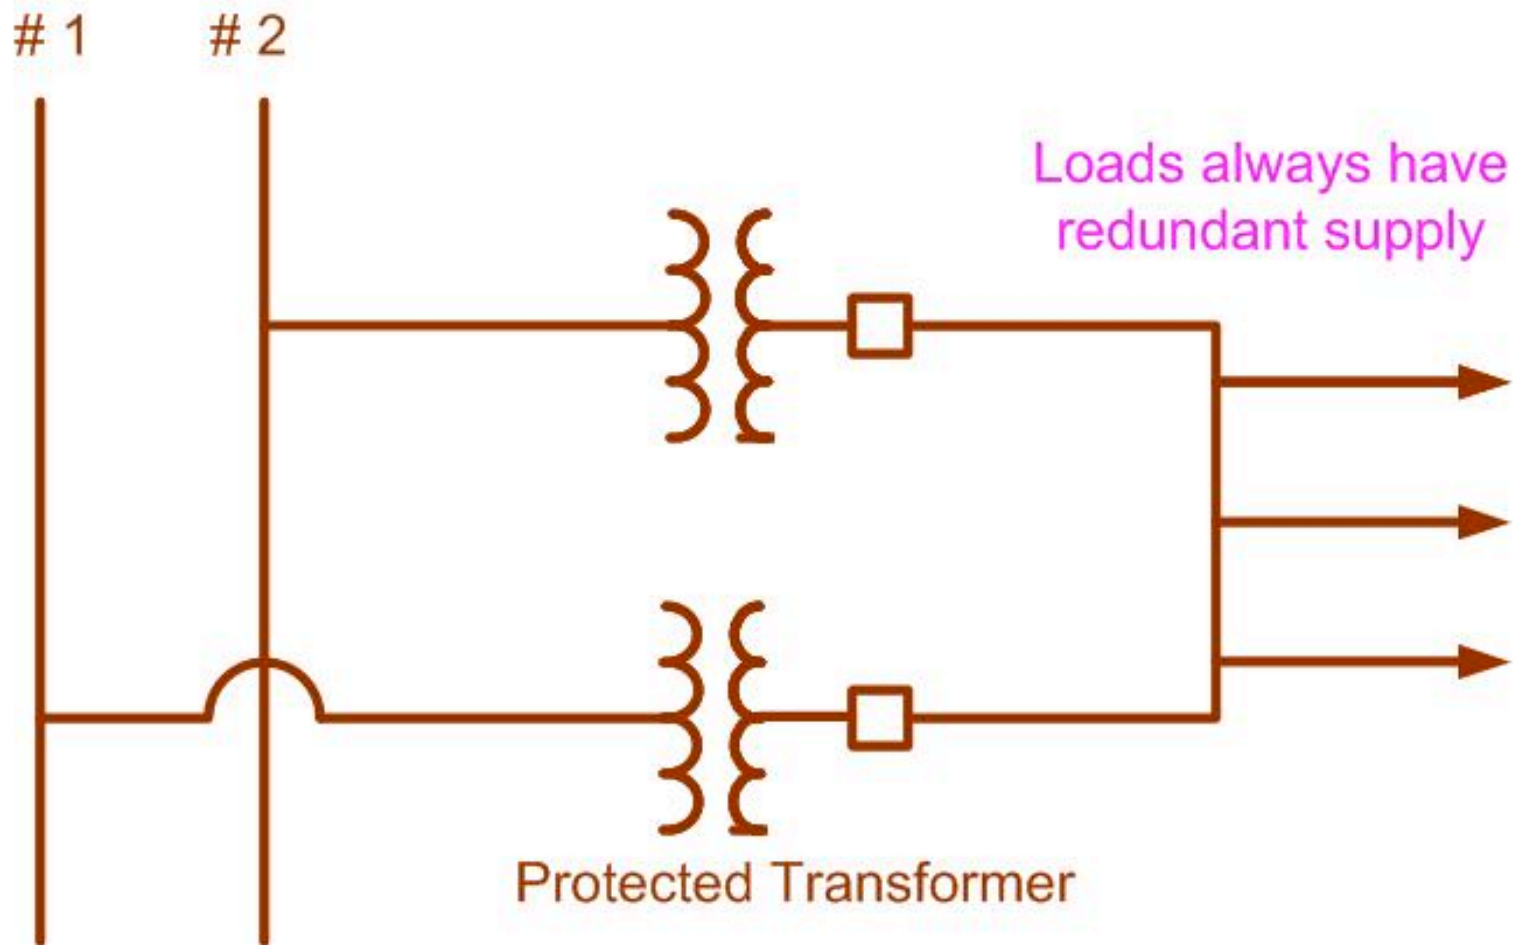 # 1
# 2
Loads always have
redundant supply
Protected Transformer